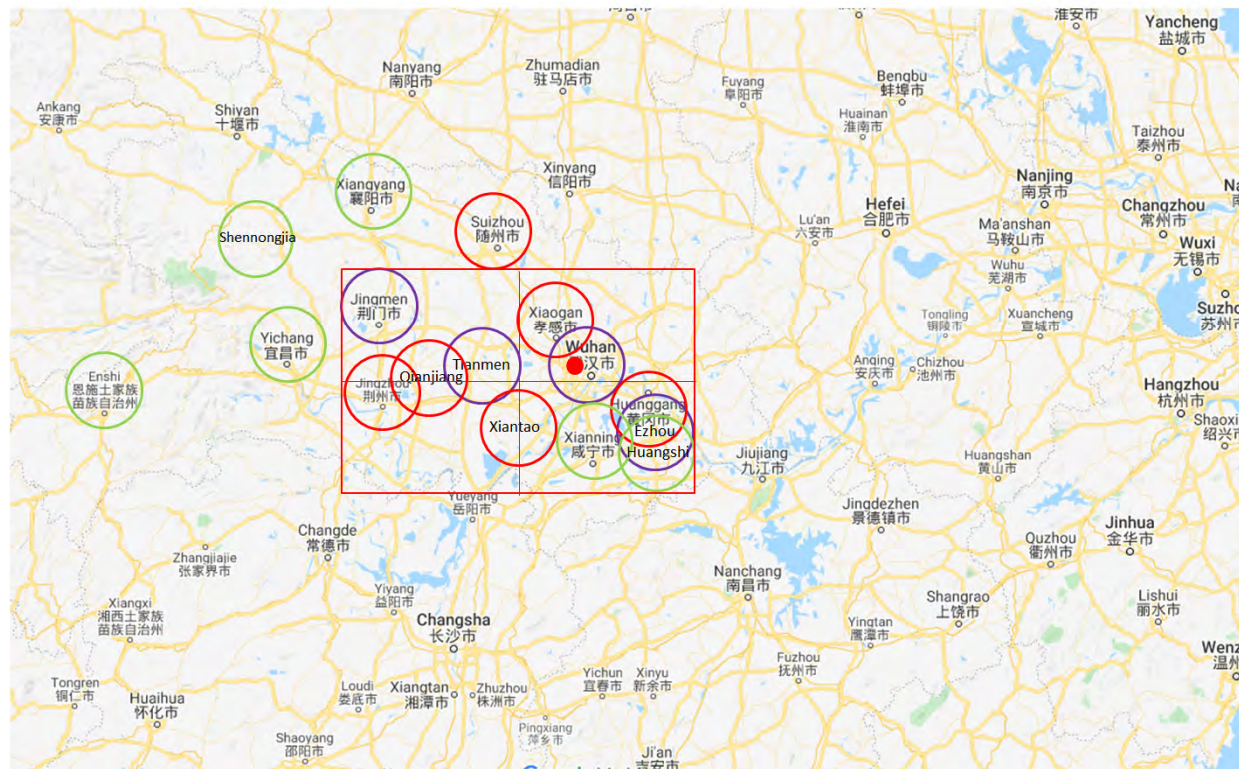 淮安市
Yancheng
盐城市
Nanyang
南阳市
Zhumadian
驻马店市
Fuyang
阜阳市
Bengbu
蚌埠市
Ankang
安康市
Shiyan
十堰市
Huainan
淮南市
Taizhou
泰州市
Xiangyang
襄阳市
Xinyang
信阳市
Nanjing
南京市
Hefei
合肥市
Changzhou
常州市
Suizhou
随州市
Lu'an
六安市
Ma'anshan
马鞍山市
Shennongjia
Wuxi
无锡市
Wuhu
芜湖市
Jingmen
荆门市
Xiaogan
孝感市
Tongling
铜陵市
Xuancheng
宣城市
Yichang
宜昌市
Wuhan
汉市
Tianmen
Anqing
安庆市
Chizhou
池州市
Enshi
恩施土家族
苗族自治州
Jingzhou
荆州市
Qianjiang
Hangzhou
杭州市
Huanggang
黄冈市
Xiantao
Xianning
咸宁市
Ezhou
Huangshi
Jiujiang
九江市
Huangshan
黄山市
Yueyang
岳阳市
Jingdezhen
景德镇市
Changde
常德市
Quzhou
衢州市
Jinhua
金华市
Zhangjiajie
张家界市
Nanchang
南昌市
Yiyang
益阳市
Xiangxi
湘西土家族
苗族自治州
Changsha
长沙市
Shangrao
上饶市
Lishui
丽水市
Yingtan
鹰潭市
Fuzhou
抚州市
Tongren
铜仁市
Huaihua
怀化市
Loudi
娄底市
Xiangtan
湘潭市
Zhuzhou
株洲市
Yichun
宜春市
Xinyu
新余市
Pingxiang
萍乡市
Shaoyang
邵阳市
Ji'an
吉安市